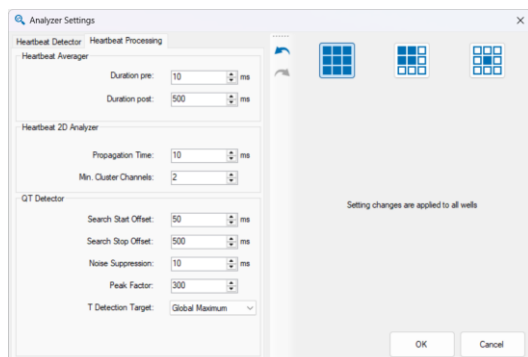 Analyzer Settings
Heartbeat Detector Heartbeat Processing
Heartbeat Averager
Duration pre: 10 ms
Duration post: 500 ms
Heartbeat 2D Analyzer
Propagation Time: 10 ms
Min. Cluster Channels: 2
QT Detector
Search Start Offset: 50 ms
Search Stop Offset: 500 ms
Noise Suppression: 10 ms
Peak Factor: 300
T Detection Target: Global Maximum
Setting changes are applied to all wells
OK Cancel